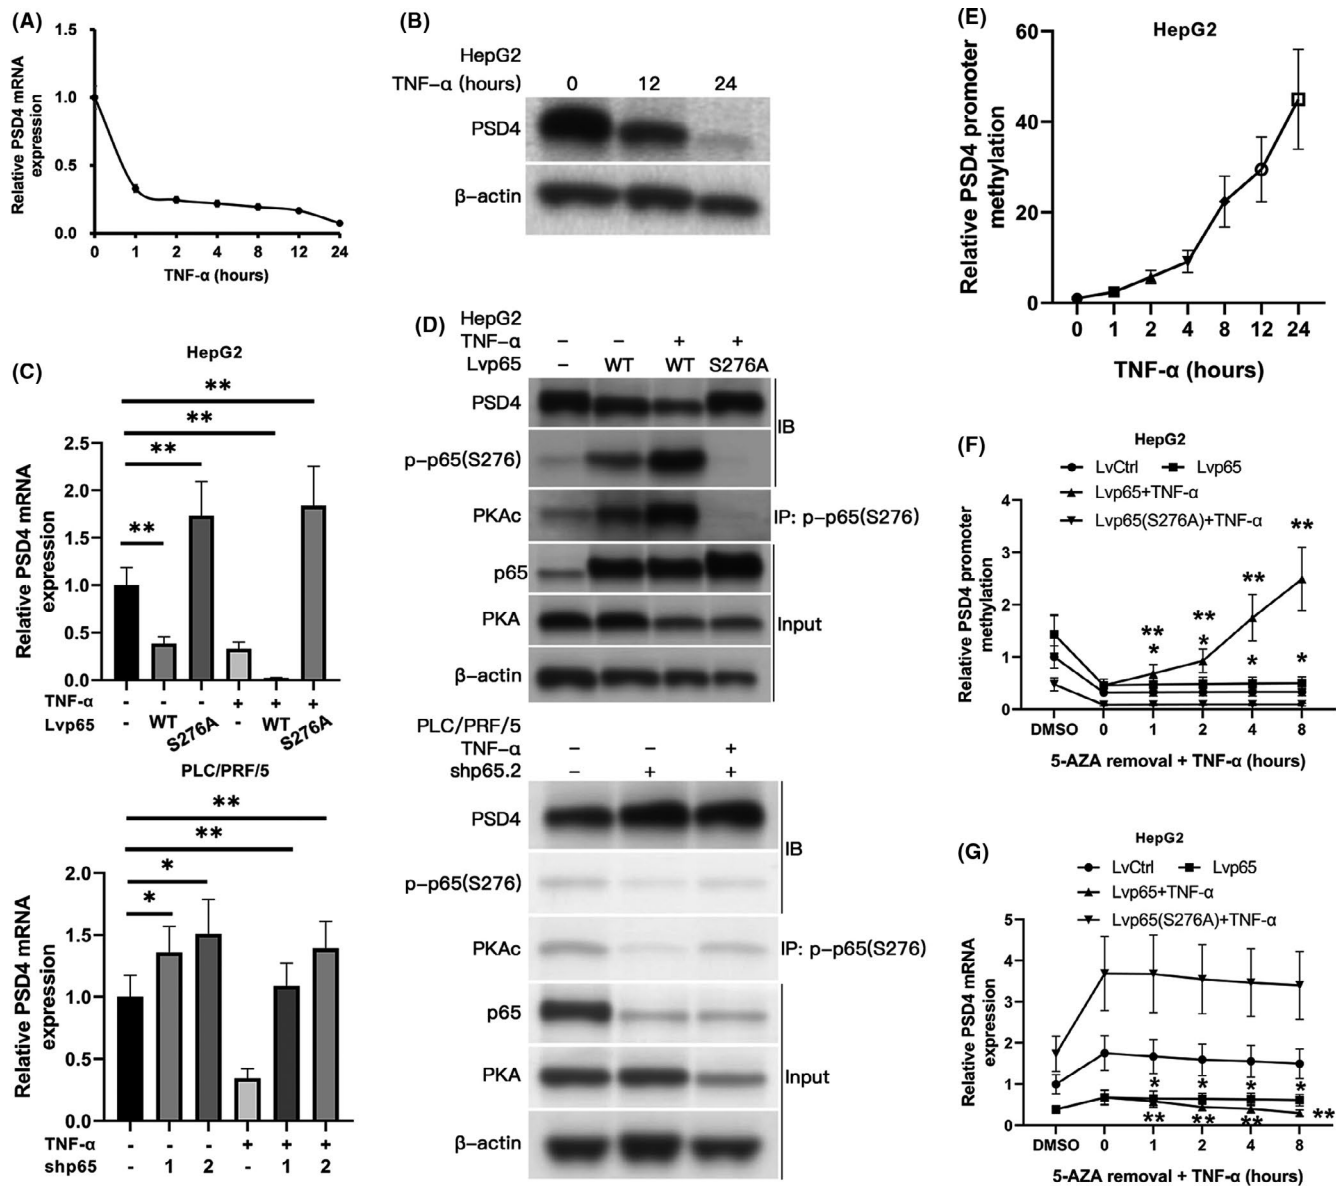 (A)
Relative PSD4 mRNA
expression
1.5
1.0
0.5
0.0
0 1 2 4 8 12 24
TNF-α (hours)
(B)
HepG2
TNF-α (hours) 0 12 24
PSD4
β-actin
(C)
HepG2
** 
**
**
**
Relative PSD4 mRNA
expression
2.5
2.0
1.5
1.0
0.5
0.0
TNF-α - - - + + +
Lvp65 - WT S276A - WT S276A
PLC/PRF/5
**
**
*
*
Relative PSD4 mRNA
expression
2.0
1.5
1.0
0.5
0.0
TNF-α - - - + + +
shp65 - 1 2 - 1 2
(D)
HepG2
TNF-α - - + +
Lvp65 - WT WT S276A
PSD4
IB
p-p65(S276)
PKAc
IP: p-p65(S276)
p65
PKA
Input
β-actin
PLC/PRF/5
TNF-α - - +
shp65.2 - + +
PSD4
IB
p-p65(S276)
PKAc
IP: p-p65(S276)
p65
PKA
Input
β-actin
(E)
HepG2
Relative PSD4 promoter
methylation
60
40
20
0
0 1 2 4 8 12 24
TNF-α (hours)
(F)
HepG2
LvCtrl Lvp65
Lvp65+TNF-α
Lvp65(S276A)+TNF-α
Relative PSD4 promoter
methylation
4
3
2
1
0
** ** ** **
* * * *
DMSO 0 1 2 4 8
5-AZA removal + TNF-α (hours)
(G)
HepG2
LvCtrl Lvp65
Lvp65+TNF-α
Lvp65(S276A)+TNF-α
Relative PSD4 mRNA
expression
5
4
3
2
1
0
* * * *
** ** ** **
DMSO 0 1 2 4 8
5-AZA removal + TNF-α (hours)